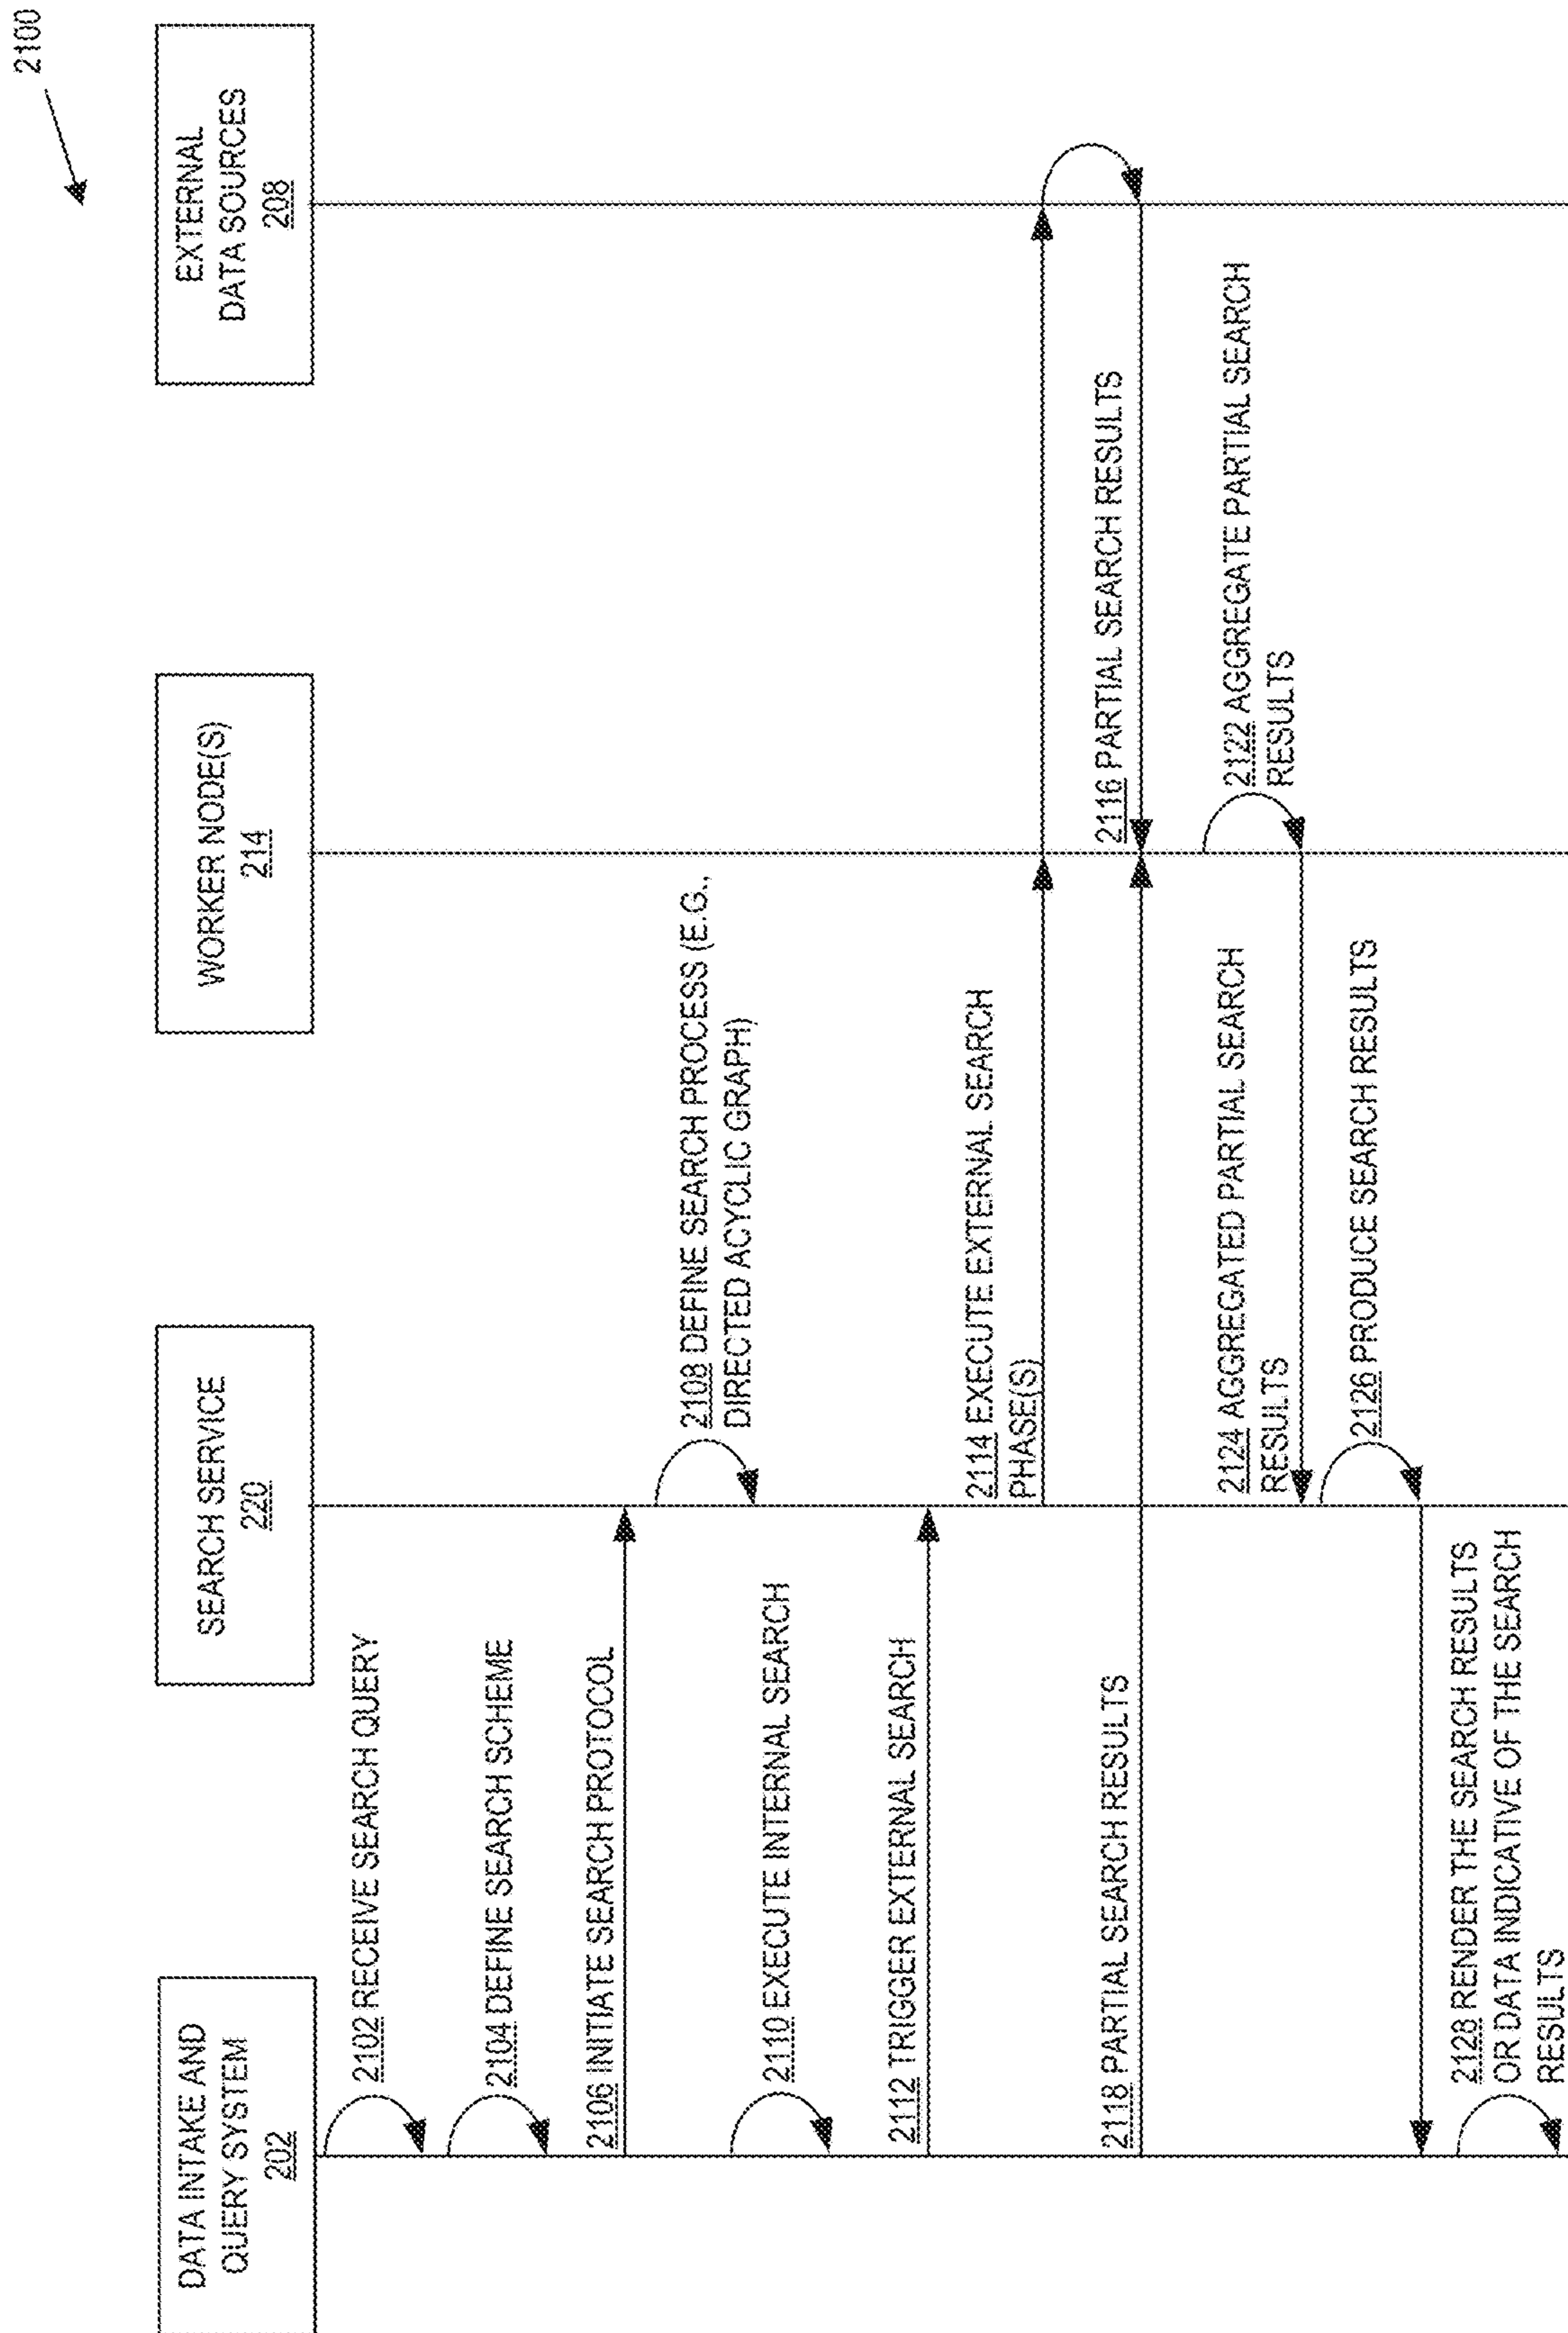 2100
DATA INTAKE AND
QUERY SYSTEM
202
SEARCH SERVICE
220
WORKER NODE(S)
214
EXTERNAL
DATA SOURCES
208
2102 RECEIVE SEARCH QUERY
2104 DEFINE SEARCH SCHEME
2106 INITIATE SEARCH PROTOCOL
2108 DEFINE SEARCH PROCESS (E.G.,
DIRECTED ACYCLIC GRAPH)
2110 EXECUTE INTERNAL SEARCH
2112 TRIGGER EXTERNAL SEARCH
2114 EXECUTE EXTERNAL SEARCH
PHASE(S)
2116 PARTIAL SEARCH RESULTS
2118 PARTIAL SEARCH RESULTS
2122 AGGREGATE PARTIAL SEARCH
RESULTS
2124 AGGREGATED PARTIAL SEARCH
RESULTS
2126 PRODUCE SEARCH RESULTS
2128 RENDER THE SEARCH RESULTS
OR DATA INDICATIVE OF THE SEARCH
RESULTS